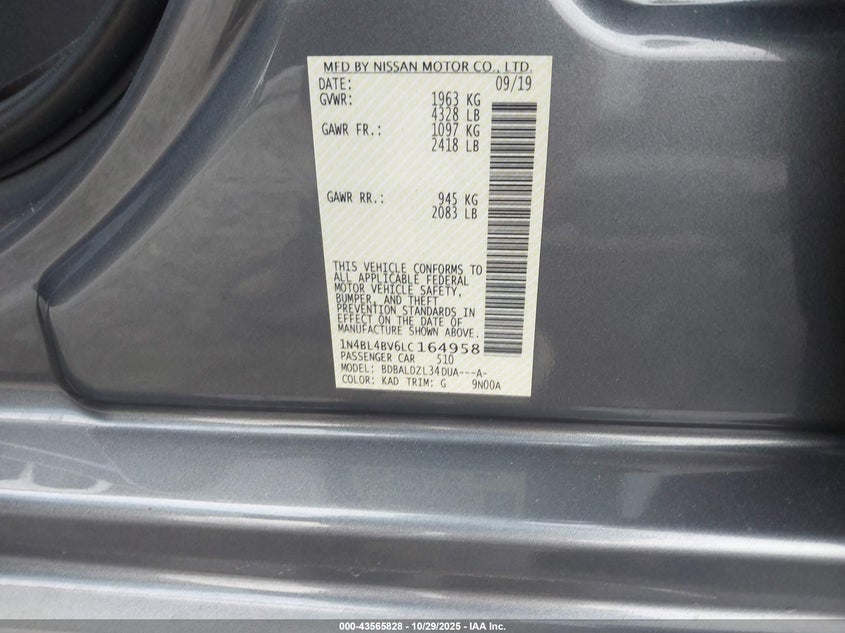 MFD BY NISSAN MOTOR CO., LTD.
DATE: 09/19
GVWR: 1963 KG
4328 LB
GAWR FR.: 1097 KG
2418 LB
GAWR RR.: 945 KG
2083 LB
THIS VEHICLE CONFORMS TO
ALL APPLICABLE FEDERAL
MOTOR VEHICLE SAFETY,
BUMPER, AND THEFT
PREVENTION STANDARDS IN
EFFECT ON THE DATE OF
MANUFACTURE SHOWN ABOVE.
1N4BL4BV6LC164958
PASSENGER CAR 510
MODEL: BDBALDZL34DUA---A-
COLOR: KAD TRIM: G 9N00A
000-43565828 - 10/29/2025 - IAA Inc.